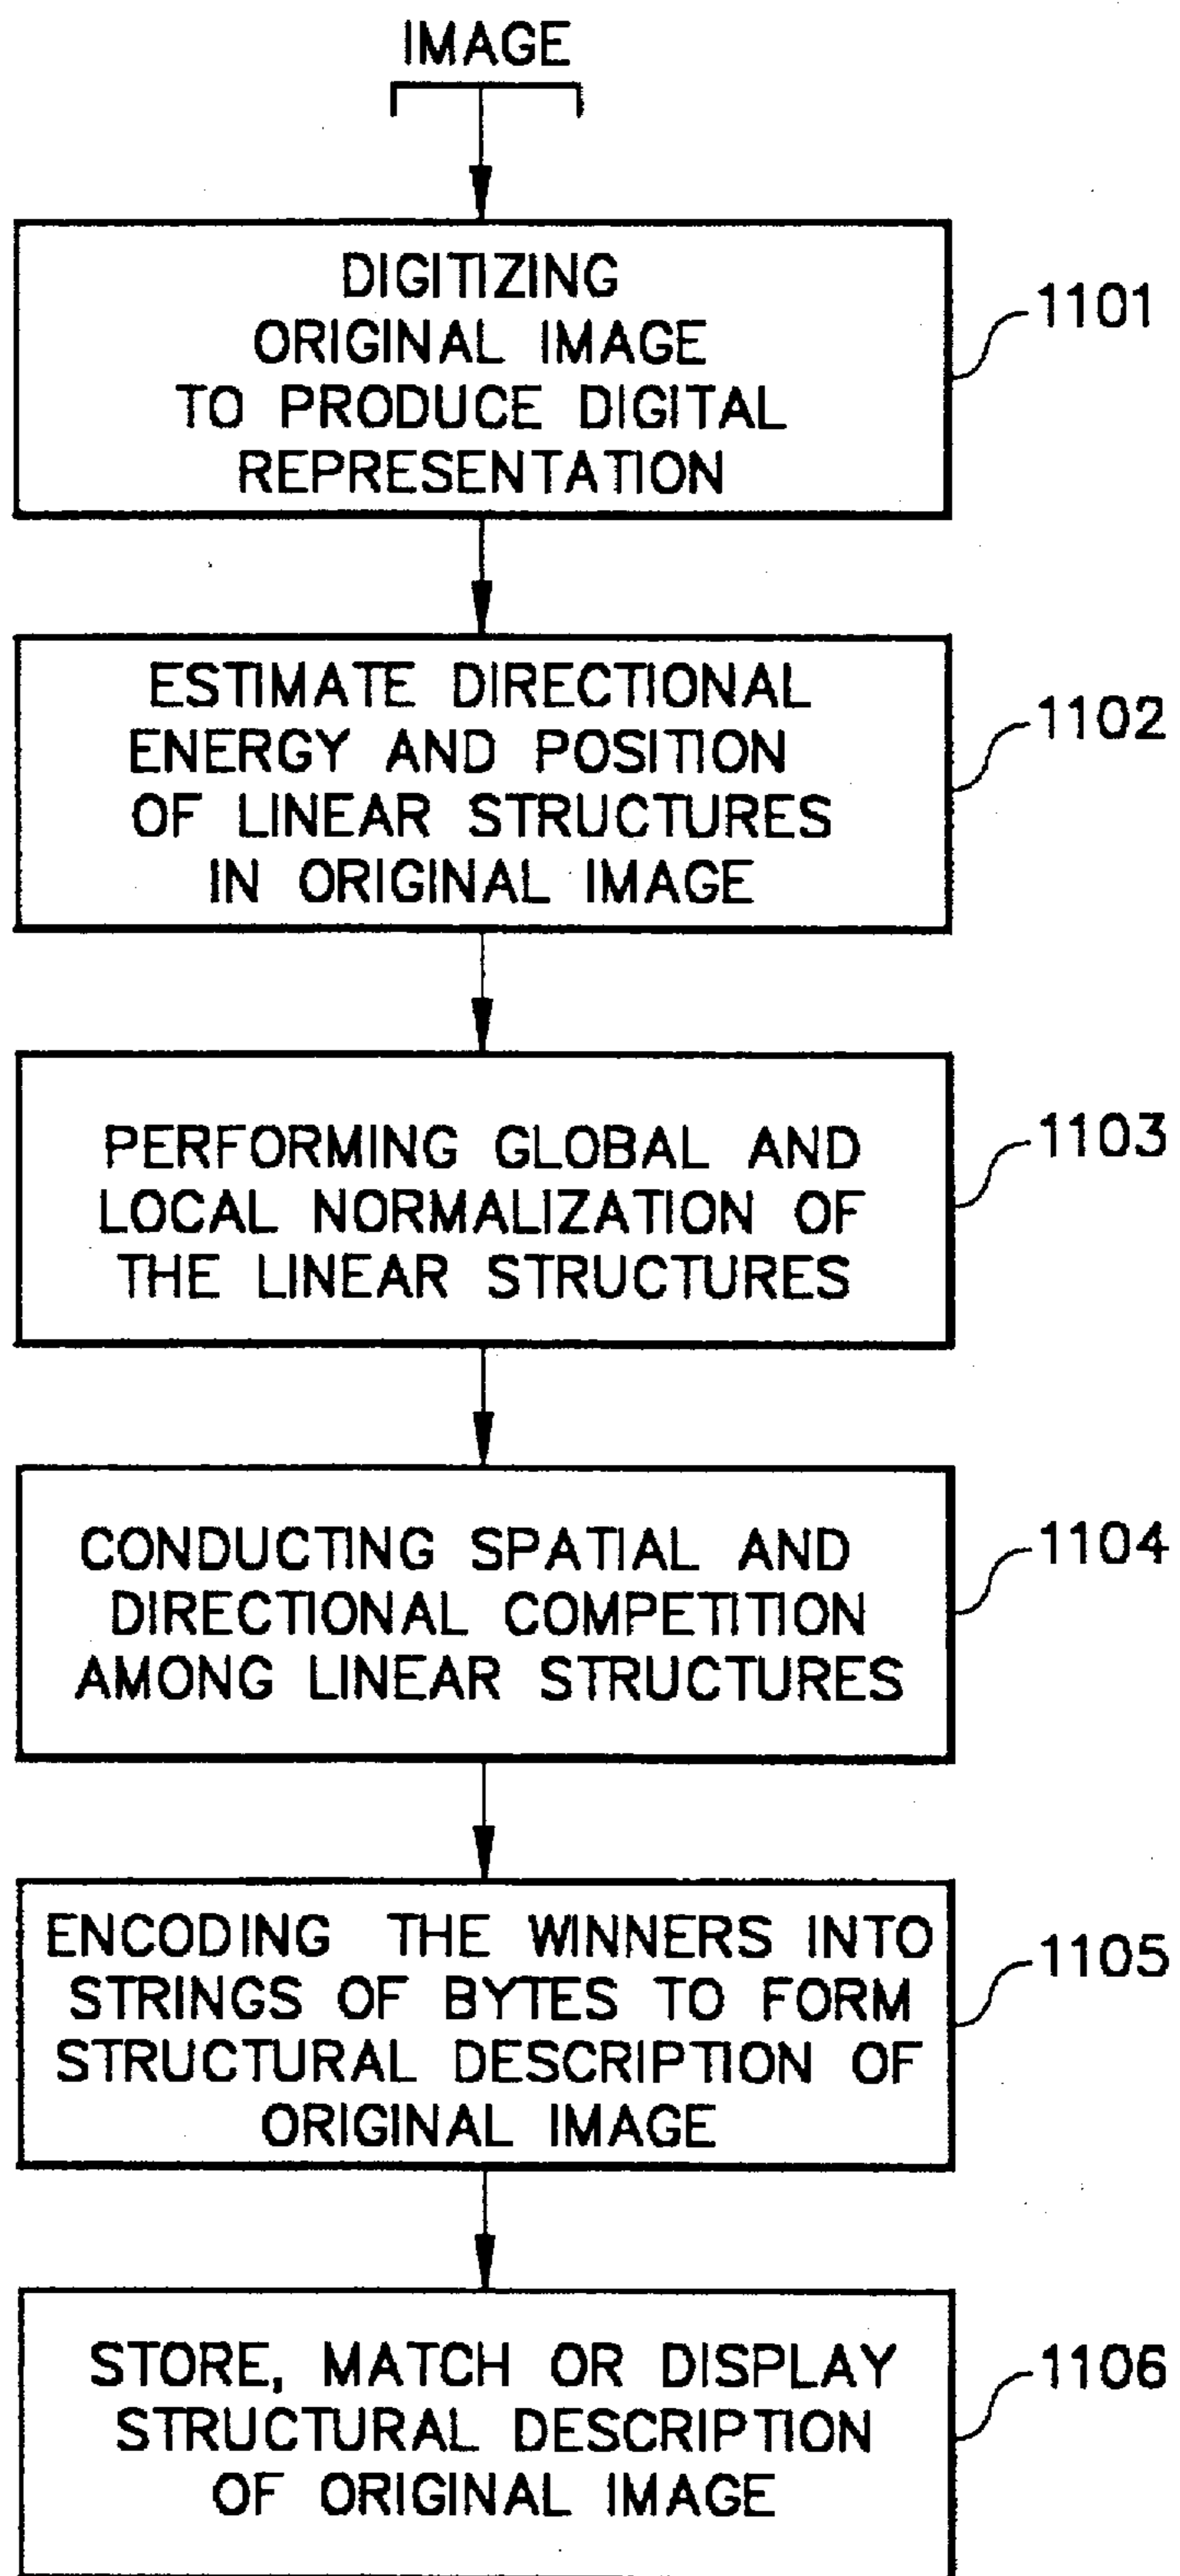 IMAGE
DIGITIZING
ORIGINAL IMAGE
TO PRODUCE DIGITAL
REPRESENTATION
1101
ESTIMATE DIRECTIONAL
ENERGY AND POSITION
OF LINEAR STRUCTURES
IN ORIGINAL IMAGE
1102
PERFORMING GLOBAL AND
LOCAL NORMALIZATION OF
THE LINEAR STRUCTURES
1103
CONDUCTING SPATIAL AND
DIRECTIONAL COMPETITION
AMONG LINEAR STRUCTURES
1104
ENCODING THE WINNERS INTO
STRINGS OF BYTES TO FORM
STRUCTURAL DESCRIPTION OF
ORIGINAL IMAGE
1105
STORE, MATCH OR DISPLAY
STRUCTURAL DESCRIPTION
OF ORIGINAL IMAGE
1106